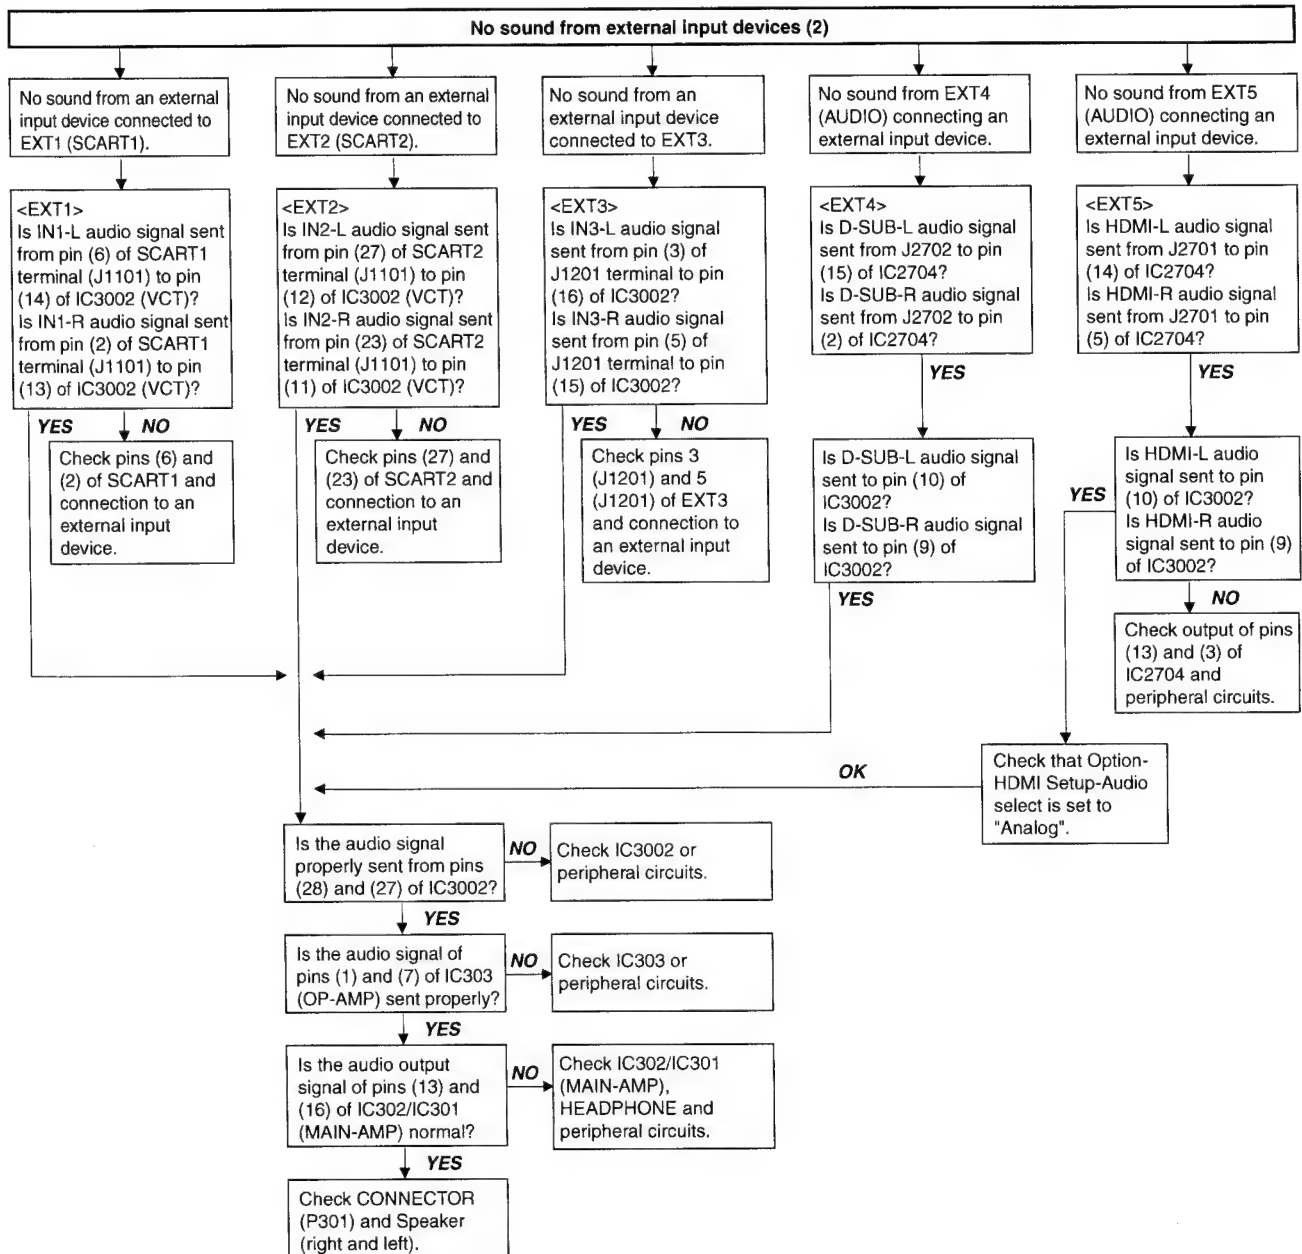 No sound from external input devices (2)
No sound from an external
input device connected to
EXT1 (SCART1).
No sound from an external
input device connected to
EXT2 (SCART2).
No sound from an
external input device
connected to EXT3.
No sound from EXT4
(AUDIO) connecting an
external input device.
No sound from EXT5
(AUDIO) connecting an
external input device.
<EXT1>
Is IN1-L audio signal sent
from pin (6) of SCART1
terminal (J1101) to pin
(14) of IC3002 (VCT)?
Is IN1-R audio signal sent
from pin (2) of SCART1
terminal (J1101) to pin
(13) of IC3002 (VCT)?
<EXT2>
Is IN2-L audio signal sent
from pin (27) of SCART2
terminal (J1101) to pin
(12) of IC3002 (VCT)?
Is IN2-R audio signal sent
from pin (23) of SCART2
terminal (J1101) to pin
(11) of IC3002 (VCT)?
<EXT3>
Is IN3-L audio signal
sent from pin (3) of
J1201 terminal to pin
(16) of IC3002?
Is IN3-R audio signal
sent from pin (5) of
J1201 terminal to pin
(15) of IC3002?
<EXT4>
Is D-SUB-L audio signal
sent from J2702 to pin
(15) of IC2704?
Is D-SUB-R audio signal
sent from J2702 to pin
(2) of IC2704?
<EXT5>
Is HDMI-L audio signal
sent from J2701 to pin
(14) of IC2704?
Is HDMI-R audio signal
sent from J2701 to pin
(5) of IC2704?
YES
NO
YES
NO
YES
NO
YES
YES
Check pins (6) and
(2) of SCART1 and
connection to an
external input
device.
Check pins (27) and
(23) of SCART2 and
connection to an
external input
device.
Check pins 3
(J1201) and 5
(J1201) of EXT3
and connection to
an external input
device.
Is D-SUB-L audio signal
sent to pin (10) of
IC3002?
Is D-SUB-R audio signal
sent to pin (9) of
IC3002?
YES
Is HDMI-L audio
signal sent to pin
(10) of IC3002?
Is HDMI-R audio
signal sent to pin (9)
of IC3002?
YES
NO
Check output of pins
(13) and (3) of
IC2704 and
peripheral circuits.
OK
Check that Option-
HDMI Setup-Audio
select is set to
"Analog".
Is the audio signal
properly sent from pins
(28) and (27) of IC3002?
NO
Check IC3002 or
peripheral circuits.
YES
Is the audio signal of
pins (1) and (7) of IC303
(OP-AMP) sent properly?
NO
Check IC303 or
peripheral circuits.
YES
Is the audio output
signal of pins (13) and
(16) of IC302/IC301
(MAIN-AMP) normal?
NO
Check IC302/IC301
(MAIN-AMP),
HEADPHONE and
peripheral circuits.
YES
Check CONNECTOR
(P301) and Speaker
(right and left).